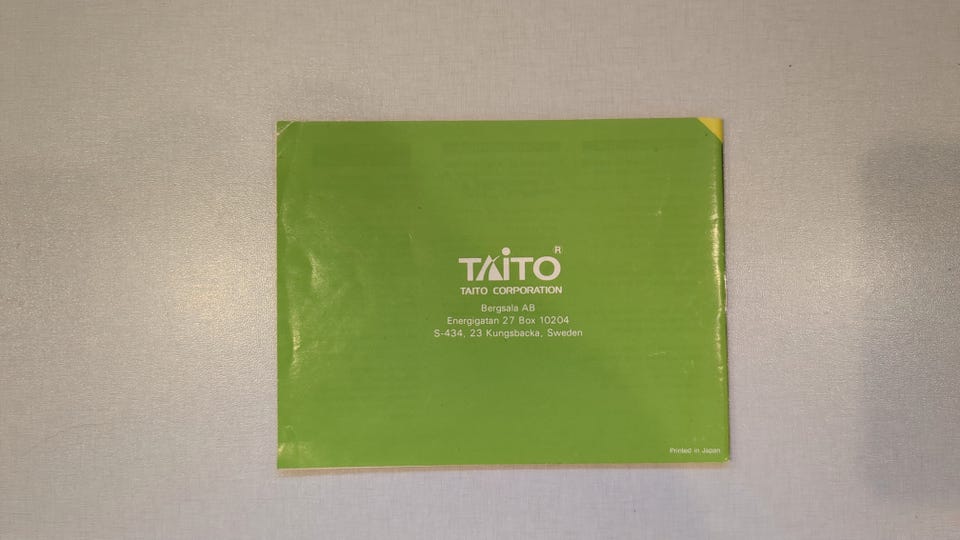 TAiTO®
TAITO CORPORATION
Bergsala AB
Energigatan 27 Box 10204
S-434, 23 Kungsbacka, Sweden
Printed in Japan